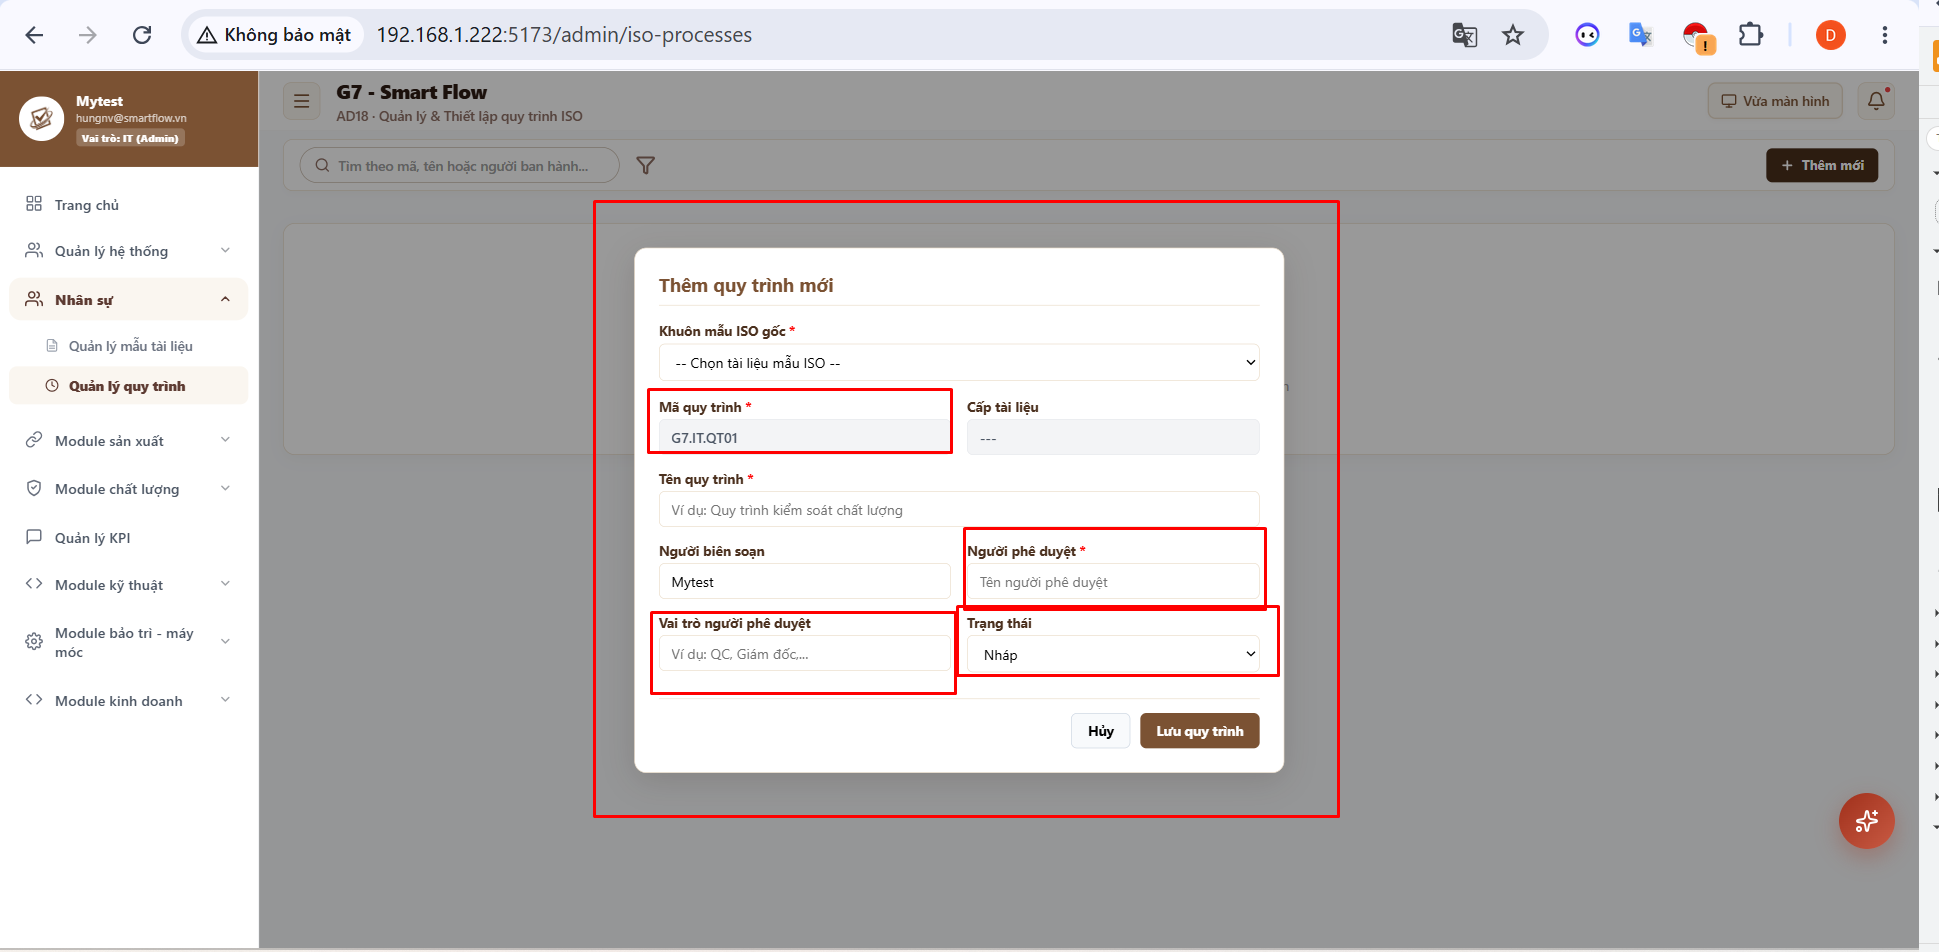 Không bảo mật
192.168.1.222:5173/admin/iso-processes
D
Mytest
hungnv@smartflow.vn
Vai trò: IT (Admin)
G7 - Smart Flow
AD18 · Quản lý & Thiết lập quy trình ISO
Vừa màn hình
Tìm theo mã, tên hoặc người ban hành...
+ Thêm mới
Trang chủ
Quản lý hệ thống
Nhân sự
Quản lý mẫu tài liệu
Quản lý quy trình
Module sản xuất
Module chất lượng
Quản lý KPI
Module kỹ thuật
Module bảo trì - máy
móc
Module kinh doanh
Thêm quy trình mới
Khuôn mẫu ISO gốc *
-- Chọn tài liệu mẫu ISO --
Mã quy trình *
Cấp tài liệu
G7.IT.QT01
---
Tên quy trình *
Ví dụ: Quy trình kiểm soát chất lượng
Người biên soạn
Người phê duyệt *
Mytest
Tên người phê duyệt
Vai trò người phê duyệt
Trạng thái
Ví dụ: QC, Giám đốc,...
Nháp
Hủy
Lưu quy trình